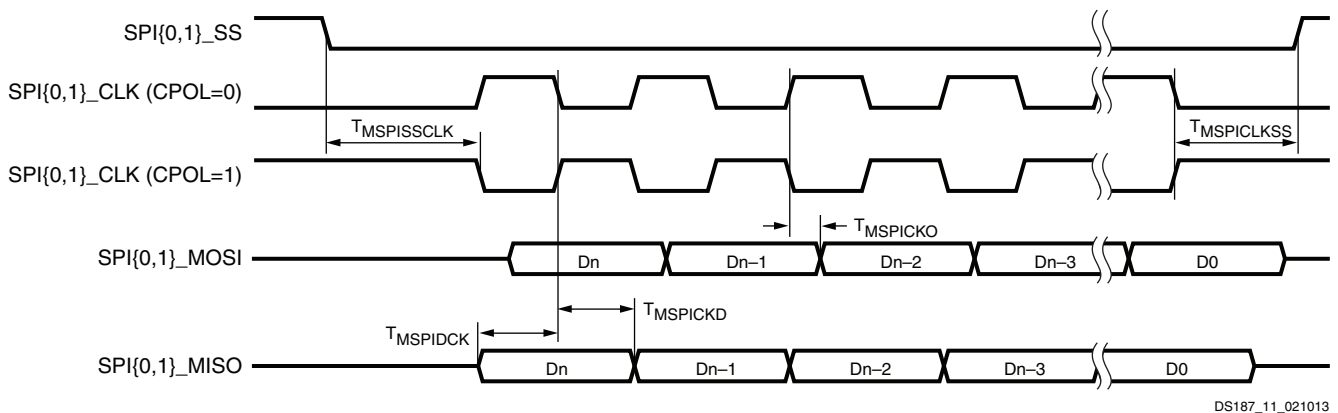 SPI{0,1}_SS
SPI{0,1}_CLK (CPOL=0)
TMSPISSCLK
TMSPICLKSS
SPI{0,1}_CLK (CPOL=1)
TMSPICKO
SPI{0,1}_MOSI
Dn
Dn–1
Dn–2
Dn–3
D0
TMSPICKD
TMSPIDCK
SPI{0,1}_MISO
Dn
Dn–1
Dn–2
Dn–3
D0
DS187_11_021013